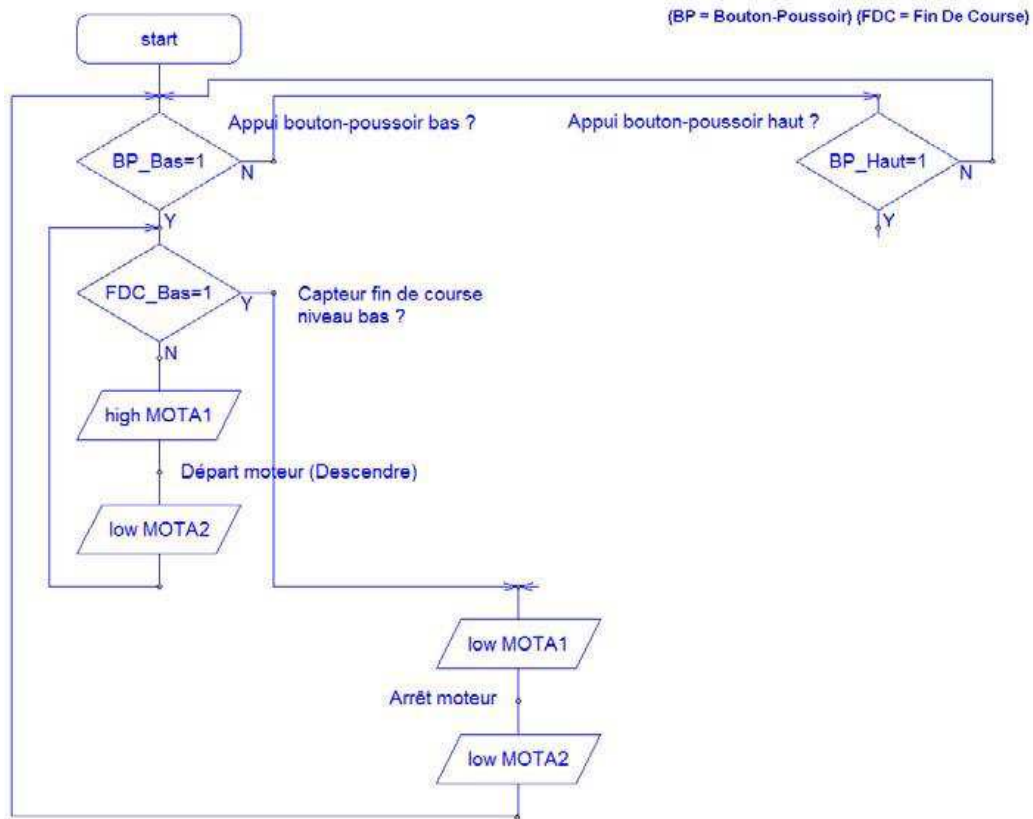 (BP = Bouton-Poussoir) (FDC = Fin De Course)
start
Appui bouton-poussoir bas ?
Appui bouton-poussoir haut ?
BP_Bas=1
N
BP_Haut=1
N
Y
Y
FDC_Bas=1
Y
Capteur fin de course
niveau bas ?
N
high MOTA1
Départ moteur (Descendre)
low MOTA2
low MOTA1
Arrêt moteur
low MOTA2